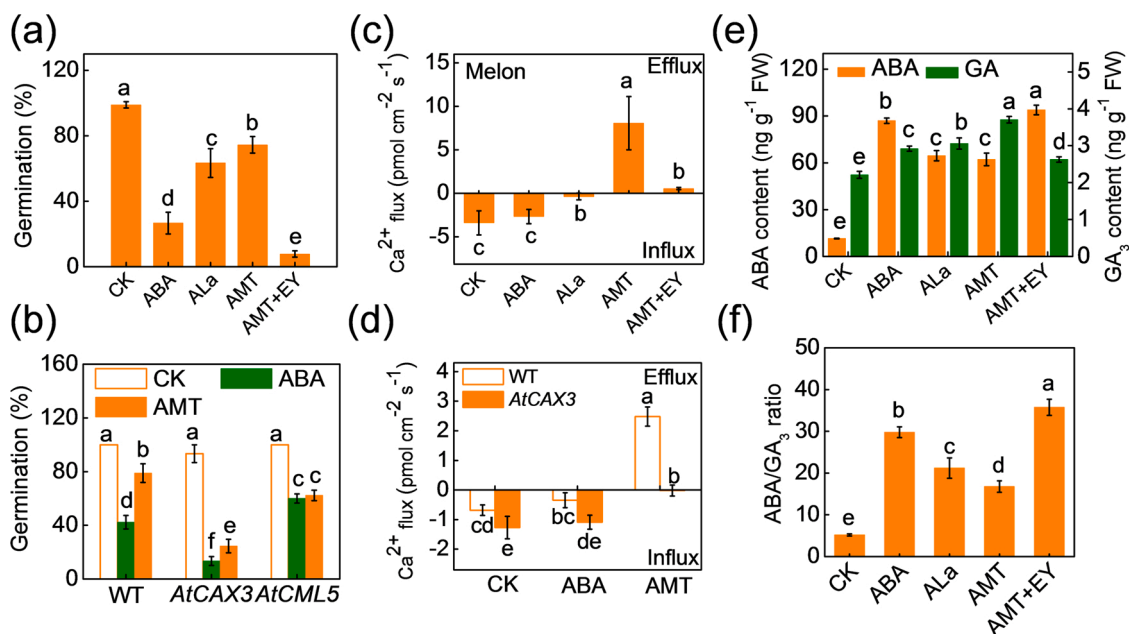 (a)
Germination (%)
120
80
40
0
a
d
c
b
e
CK
ABA
ALa
AMT
AMT+EY
(b)
Germination (%)
160
120
80
40
0
CK
ABA
AMT
a
d
b
a
f
e
a
c
c
WT
AtCAX3
AtCML5
(c)
Ca2+ flux (pmol cm−2 s−1)
15
10
5
0
−5
Melon
Efflux
a
b
b
c
c
Influx
CK
ABA
ALa
AMT
AMT+EY
(d)
Ca2+ flux (pmol cm−2 s−1)
4
3
2
1
0
−1
−2
WT
AtCAX3
Efflux
a
b
cd
e
bc
de
Influx
CK
ABA
AMT
(e)
ABA content (ng g−1 FW)
120
90
60
30
0
ABA
GA
e
e
b
c
c
b
c
a
a
d
5
4
3
2
1
0
GA3 content (ng g−1 FW)
CK
ABA
ALa
AMT
AMT+EY
(f)
ABA/GA3 ratio
50
40
30
20
10
0
e
b
c
d
a
CK
ABA
ALa
AMT
AMT+EY